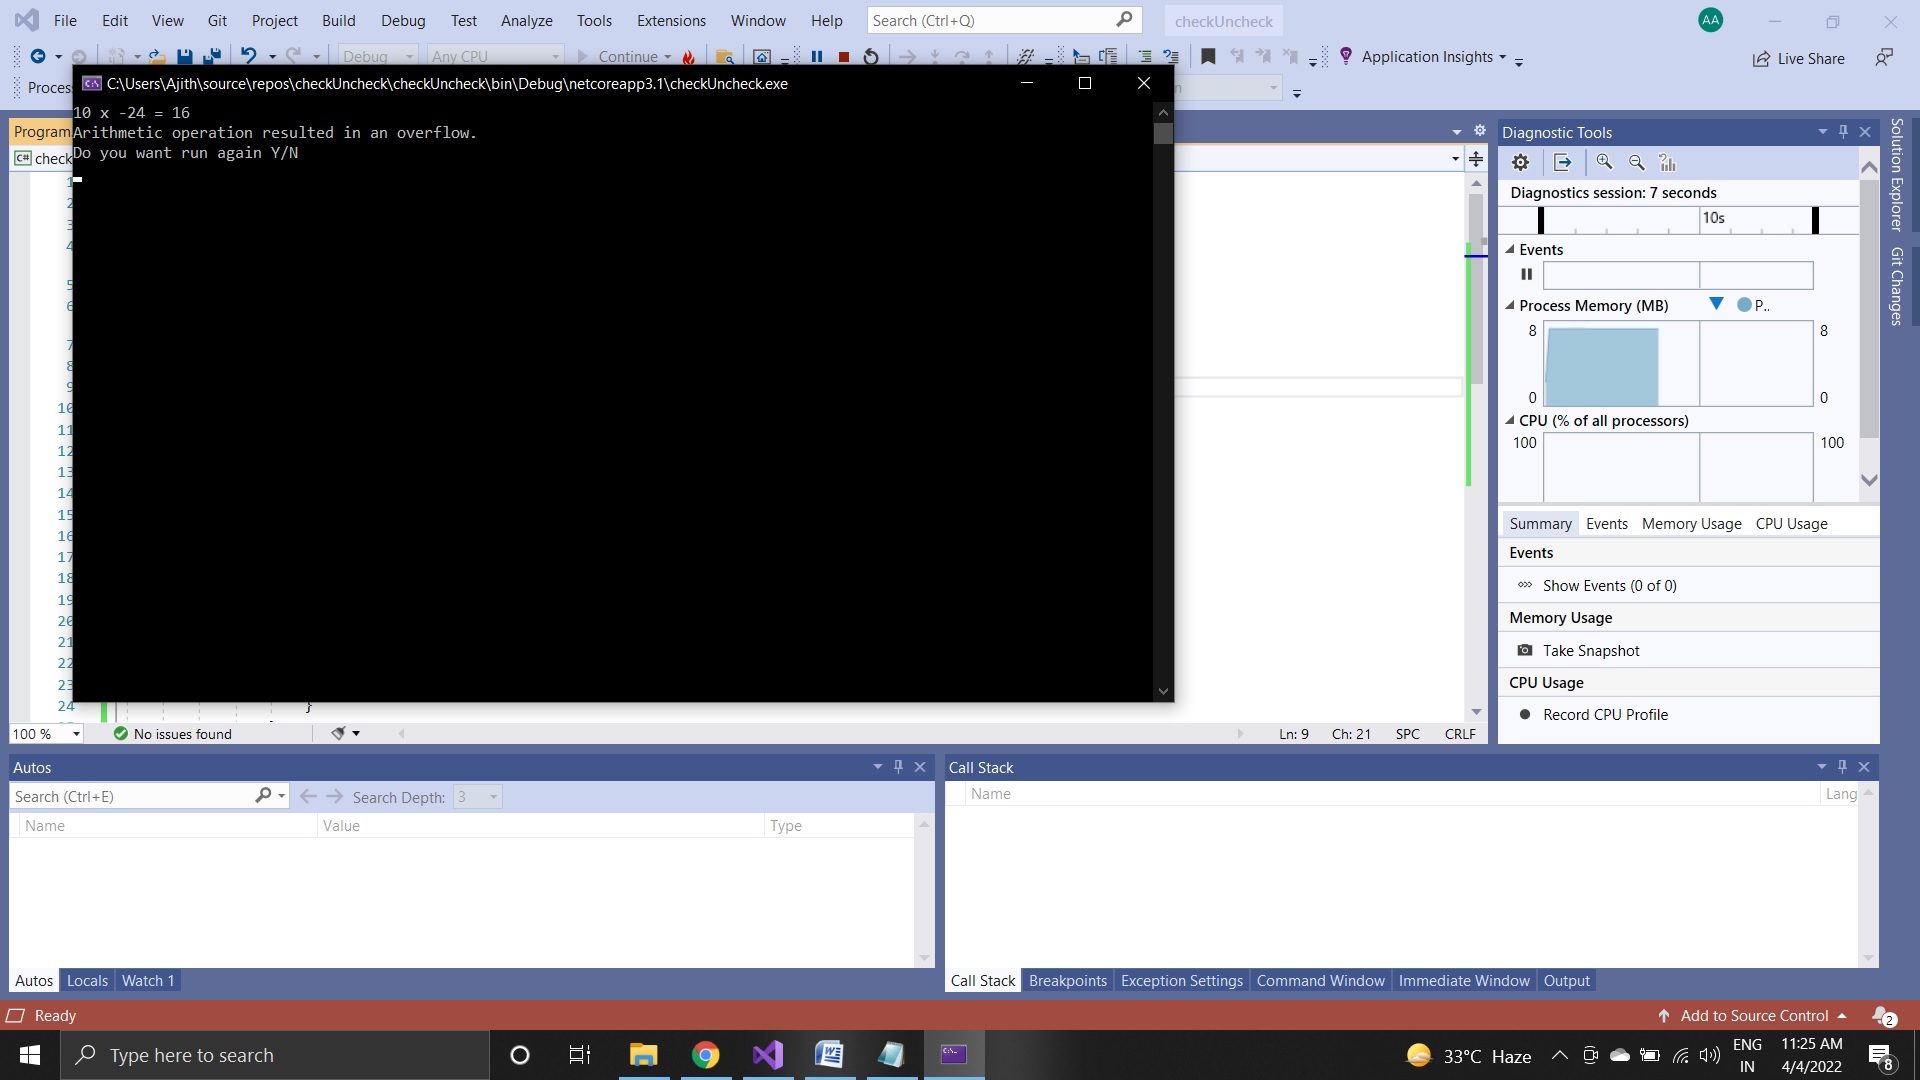 File Edit View Git Project Build Debug Test Analyze Tools Extensions Window Help Search (Ctrl+Q) checkUncheck AA
Debug Any CPU Continue Application Insights Live Share
Proces
C:\Users\Ajith\source\repos\checkUncheck\checkUncheck\bin\Debug\netcoreapp3.1\checkUncheck.exe
10 x -24 = 16
Arithmetic operation resulted in an overflow.
Do you want run again Y/N
Program
C# check
1
2
3
4
5
6
7
8
9
10
11
12
13
14
15
16
17
18
19
20
21
22
23
24 }
100 % No issues found Ln: 9 Ch: 21 SPC CRLF
Diagnostic Tools
Diagnostics session: 7 seconds
10s
Events
Process Memory (MB) P..
8 8
0 0
CPU (% of all processors)
100 100
Summary Events Memory Usage CPU Usage
Events
Show Events (0 of 0)
Memory Usage
Take Snapshot
CPU Usage
Record CPU Profile
Solution Explorer
Git Changes
Autos
Search (Ctrl+E) Search Depth: 3
Name Value Type
Autos Locals Watch 1
Call Stack
Name Lang
Call Stack Breakpoints Exception Settings Command Window Immediate Window Output
Ready Add to Source Control 2
Type here to search 33°C Haze ENG IN 11:25 AM 4/4/2022 8